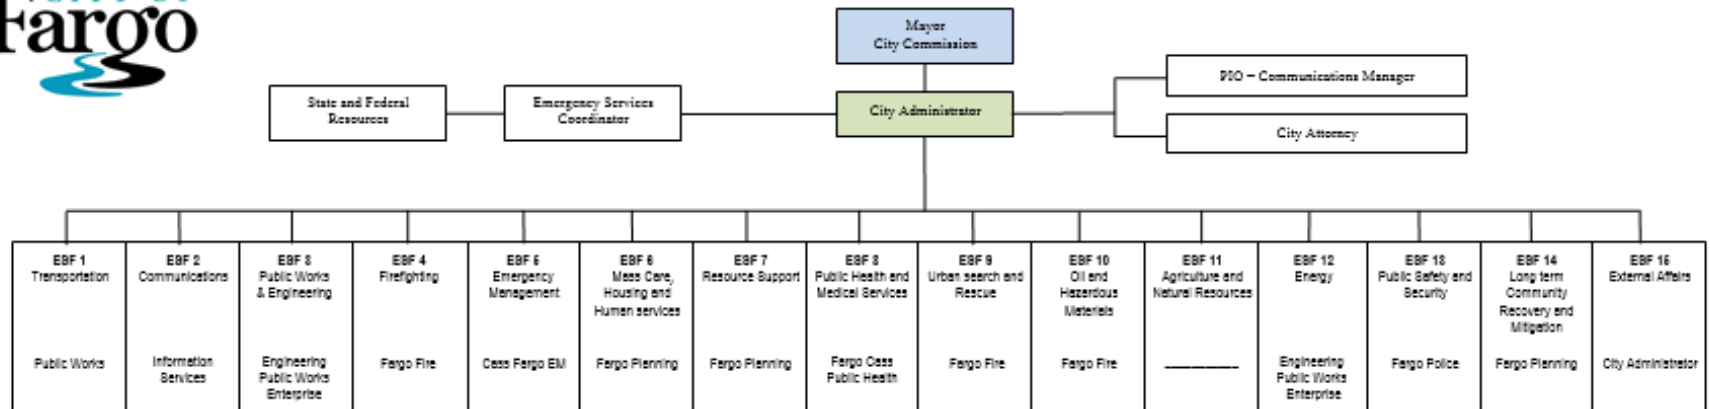 Fargo
Mayor
City Commission
State and Federal
Resources
Emergency Services
Coordinator
City Administrator
PIO – Communications Manager
City Attorney
ESF 1
Transportation
Public Works
ESF 2
Communications
Information
Services
ESF 3
Public Works
& Engineering
Engineering
Public Works
Enterprise
ESF 4
Firefighting
Fargo Fire
ESF 5
Emergency
Management
Cass Fargo EM
ESF 6
Mass Care,
Housing and
Human services
Fargo Planning
ESF 7
Resource Support
Fargo Planning
ESF 8
Public Health and
Medical Services
Fargo Cass
Public Health
ESF 9
Urban search and
Rescue
Fargo Fire
ESF 10
Oil and
Hazardous
Materials
Fargo Fire
ESF 11
Agriculture and
Natural Resources
ESF 12
Energy
Engineering
Public Works
Enterprise
ESF 13
Public Safety and
Security
Fargo Police
ESF 14
Long term
Community
Recovery and
Mitigation
Fargo Planning
ESF 15
External Affairs
City Administrator